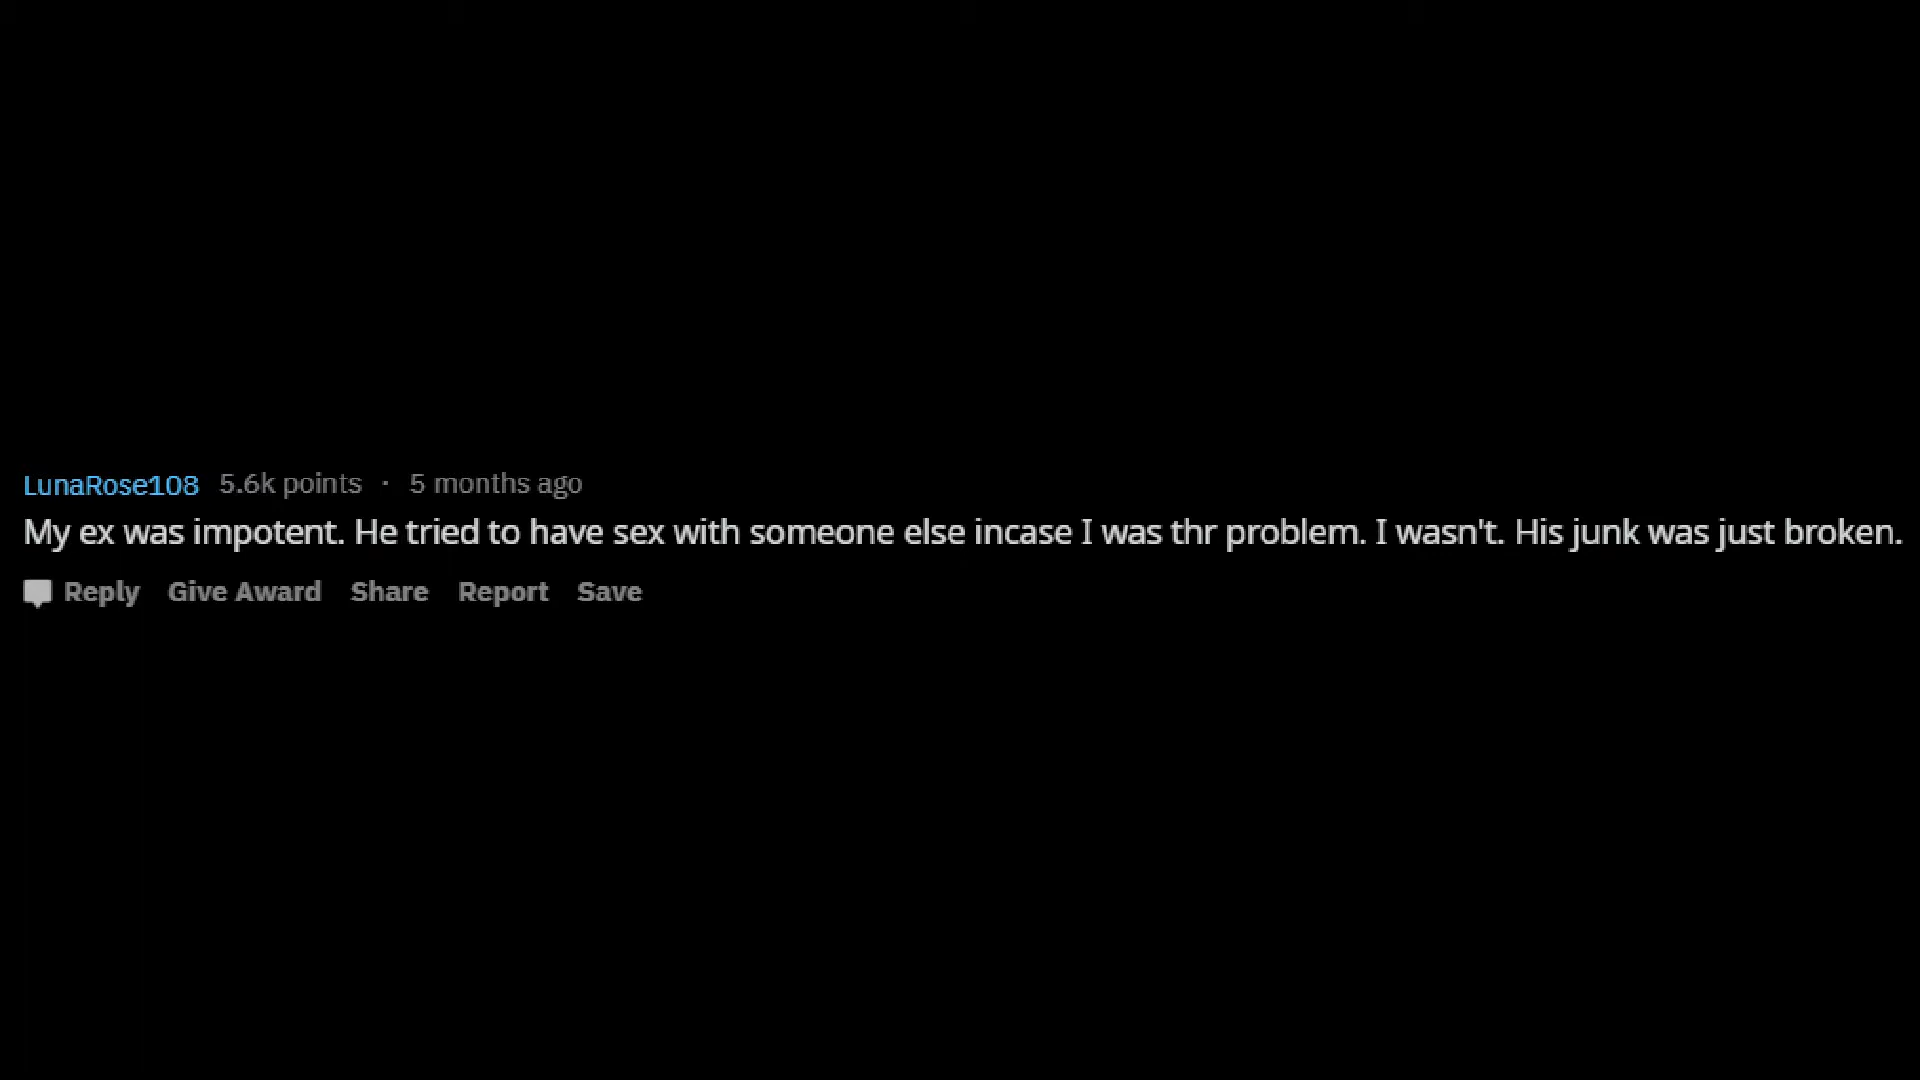 LunaRose108 5.6k points · 5 months ago
My ex was impotent. He tried to have sex with someone else incase I was thr problem. I wasn't. His junk was just broken.
Reply Give Award Share Report Save